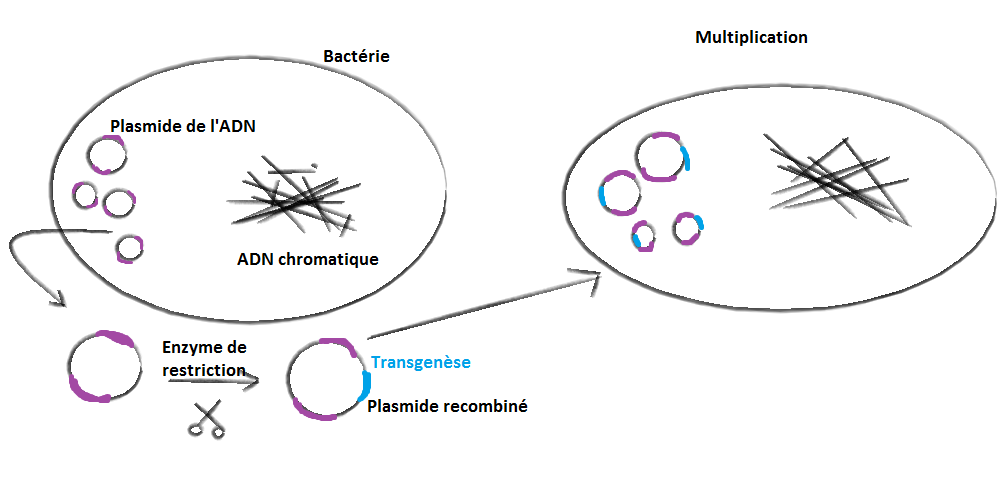 Bactérie
Multiplication
Plasmide de l'ADN
ADN chromatique
Enzyme de
restriction
Transgenèse
Plasmide recombiné